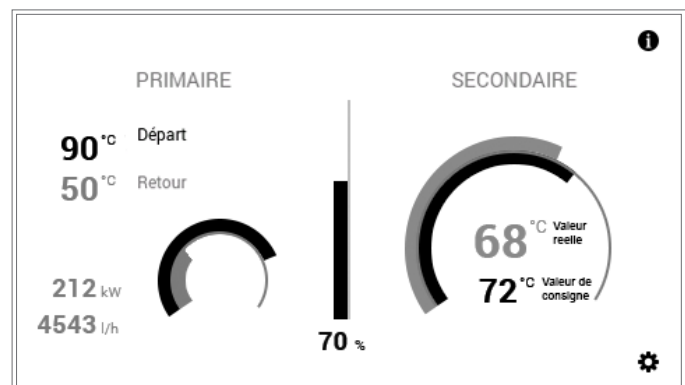 PRIMAIRE
90 °C Départ
50 °C Retour
212 kW
4543 l/h
70 %
SECONDAIRE
68 °C Valeur
reelle
72 °C Valeur de
consigne